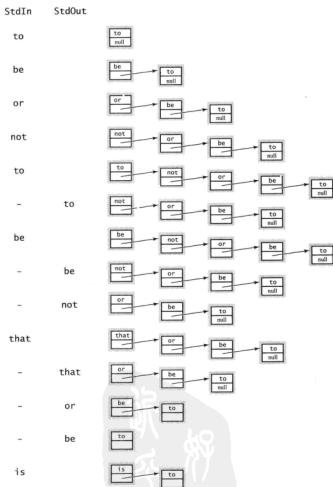 StdIn StdOut
to to null
be be to null
or or be to null
not not or be to null
to to not or be to null
- to not or be to null
be be not or be to null
- be not or be to null
- not or be to null
that that or be to null
- that or be to null
- or be to
- be to
is is to